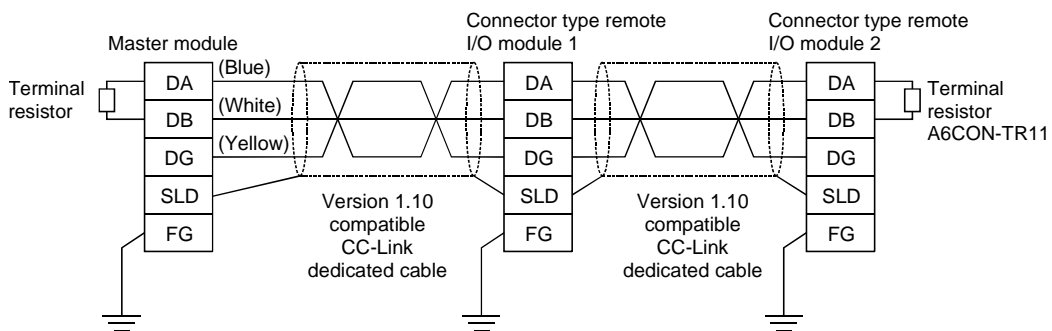 Master module
Connector type remote
I/O module 1
Connector type remote
I/O module 2
Terminal
resistor
DA
DB
DG
SLD
FG
(Blue)
(White)
(Yellow)
Version 1.10
compatible
CC-Link
dedicated cable
DA
DB
DG
SLD
FG
Version 1.10
compatible
CC-Link
dedicated cable
DA
DB
DG
SLD
FG
Terminal
resistor
A6CON-TR11